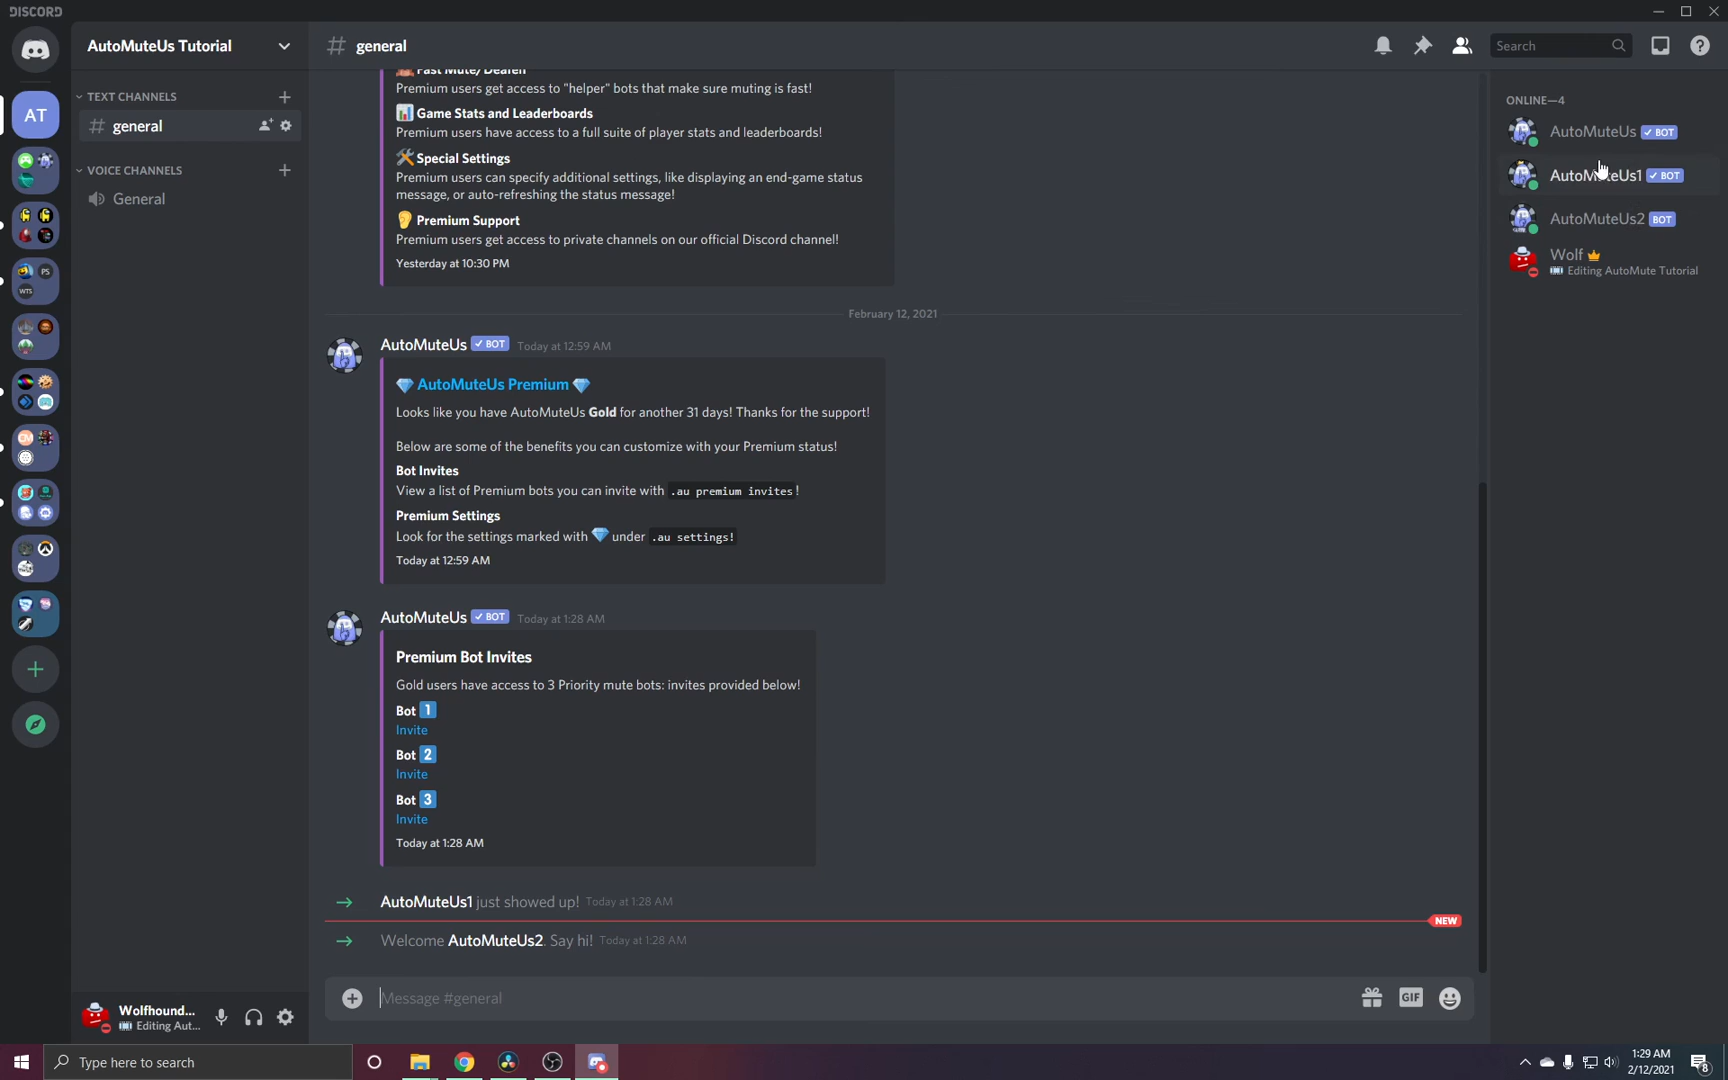 DISCORD
AutoMuteUs Tutorial
general
Search
AT
TEXT CHANNELS
general
VOICE CHANNELS
General
Fast Mute/Deafen
Premium users get access to "helper" bots that make sure muting is fast!
Game Stats and Leaderboards
Premium users have access to a full suite of player stats and leaderboards!
Special Settings
Premium users can specify additional settings, like displaying an end-game status
message, or auto-refreshing the status message!
Premium Support
Premium users get access to private channels on our official Discord channel!
Yesterday at 10:30 PM
February 12, 2021
AutoMuteUs BOT Today at 12:59 AM
AutoMuteUs Premium
Looks like you have AutoMuteUs Gold for another 31 days! Thanks for the support!
Below are some of the benefits you can customize with your Premium status!
Bot Invites
View a list of Premium bots you can invite with .au premium invites!
Premium Settings
Look for the settings marked with 💎 under .au settings!
Today at 12:59 AM
AutoMuteUs BOT Today at 1:28 AM
Premium Bot Invites
Gold users have access to 3 Priority mute bots: invites provided below!
Bot 1
Invite
Bot 2
Invite
Bot 3
Invite
Today at 1:28 AM
AutoMuteUs1 just showed up! Today at 1:28 AM
NEW
Welcome AutoMuteUs2. Say hi! Today at 1:28 AM
Message #general
GIF
ONLINE—4
AutoMuteUs BOT
AutoMuteUs1 BOT
AutoMuteUs2 BOT
Wolf
Editing AutoMute Tutorial
PS
WTS
Wolfhound...
Editing Aut...
Type here to search
1:29 AM
2/12/2021
8